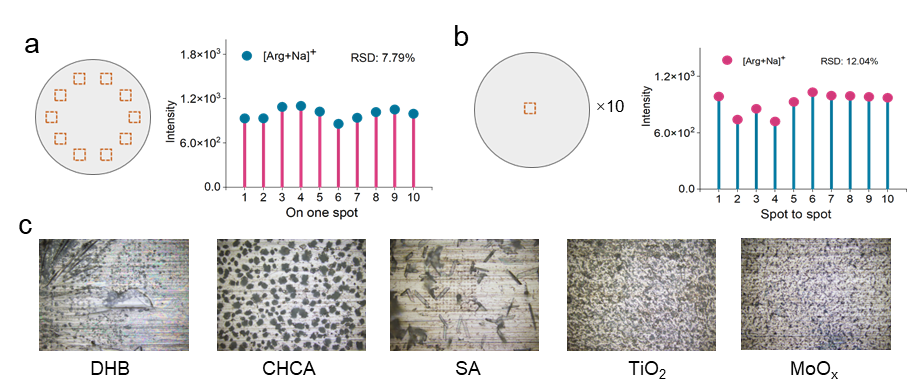 a
1.8×10³
1.2×10³
6.0×10²
0.0
Intensity
[Arg+Na]⁺
RSD: 7.79%
1 2 3 4 5 6 7 8 9 10
On one spot
b
×10
1.2×10³
6.0×10²
0.0
Intensity
[Arg+Na]⁺
RSD: 12.04%
1 2 3 4 5 6 7 8 9 10
Spot to spot
c
DHB
CHCA
SA
TiO₂
MoOₓ